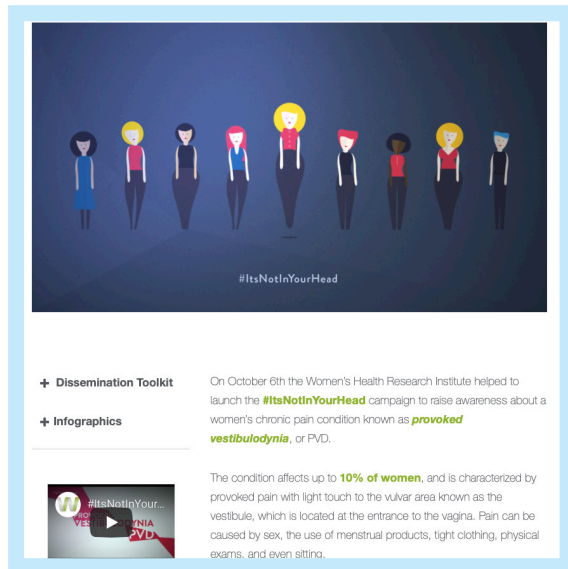 #ItsNotInYourHead
+ Dissemination Toolkit
+ Infographics
#ItsNotInYour...
VESTIB
DYNIA
PVD
On October 6th the Women's Health Research Institute helped to
launch the #ItsNotInYourHead campaign to raise awareness about a
women's chronic pain condition known as provoked
vestibulodynia, or PVD.
The condition affects up to 10% of women, and is characterized by
provoked pain with light touch to the vulvar area known as the
vestibule, which is located at the entrance to the vagina. Pain can be
caused by sex, the use of menstrual products, tight clothing, physical
exams, and even sitting.